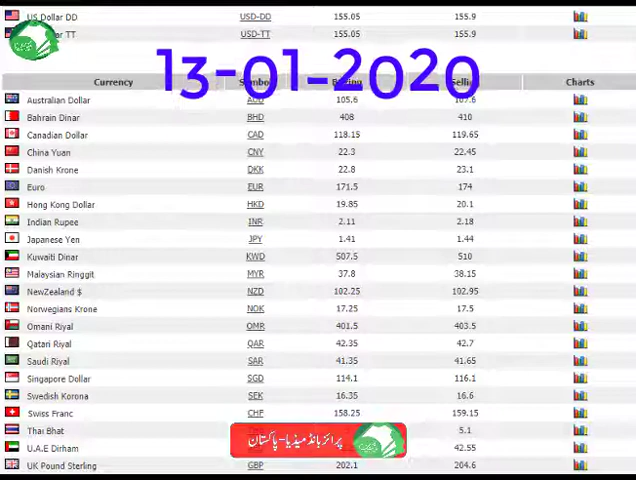 US Dollar DD USD-DD 155.05 155.9
USD-TT 155.05 155.9
13-01-2020
Currency
Charts
Australian Dollar AUD 105.6 107.6
Bahrain Dinar BHD 408 410
Canadian Dollar CAD 118.15 119.65
China Yuan CNY 22.3 22.45
Danish Krone DKK 22.8 23.1
Euro EUR 171.5 174
Hong Kong Dollar HKD 19.85 20.1
Indian Rupee INR 2.11 2.18
Japanese Yen JPY 1.41 1.44
Kuwaiti Dinar KWD 507.5 510
Malaysian Ringgit MYR 37.8 38.15
NewZealand $ NZD 102.25 102.95
Norwegians Krone NOK 17.25 17.5
Omani Riyal OMR 401.5 403.5
Qatari Riyal QAR 42.35 42.7
Saudi Riyal SAR 41.35 41.65
Singapore Dollar SGD 114.1 116.1
Swedish Korona SEK 16.35 16.6
Swiss Franc CHF 158.25 159.15
Thai Bhat 5.1
پرائز بانڈ میڈیا-پاکستان
U.A.E Dirham 42.55
UK Pound Sterling GBP 202.1 204.6